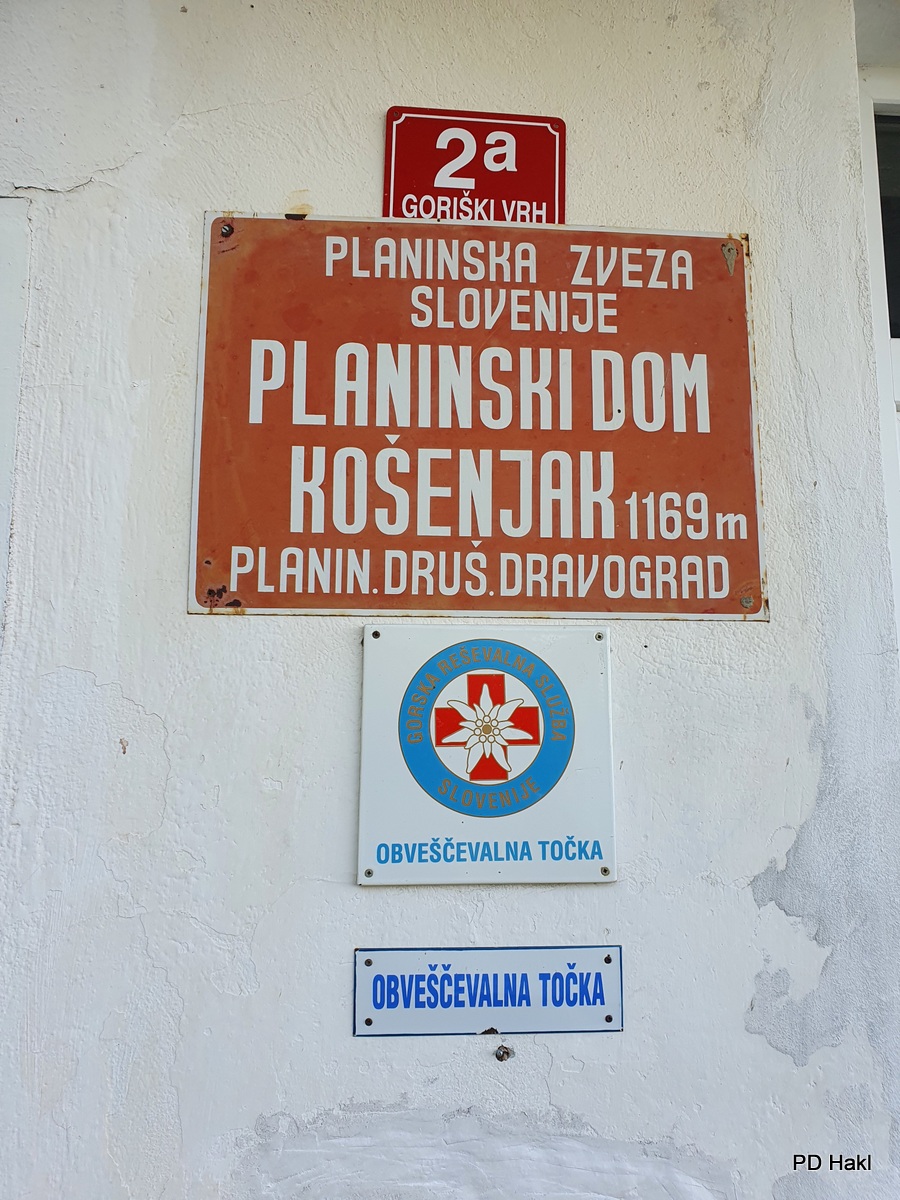 2a
GORIŠKI VRH
PLANINSKA ZVEZA
SLOVENIJE
PLANINSKI DOM
KOŠENJAK 1169 m
PLANIN. DRUŠ. DRAVOGRAD
GORSKA REŠEVALNA SLUŽBA
SLOVENIJE
OBVEŠČEVALNA TOČKA
OBVEŠČEVALNA TOČKA
PD Hakl